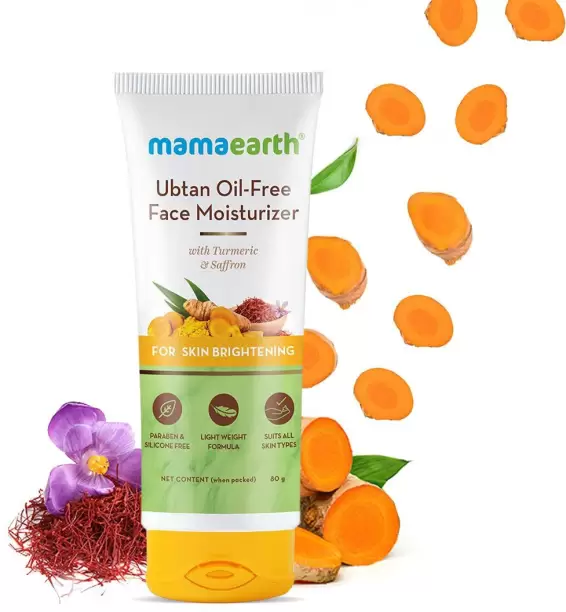 mamaearth®
Ubtan Oil-Free
Face Moisturizer
with Turmeric
& Saffron
FOR SKIN BRIGHTENING
PARABEN &
SILICONE FREE
LIGHT WEIGHT
FORMULA
SUITS ALL
SKIN TYPES
NET CONTENT (when packed) 80 g